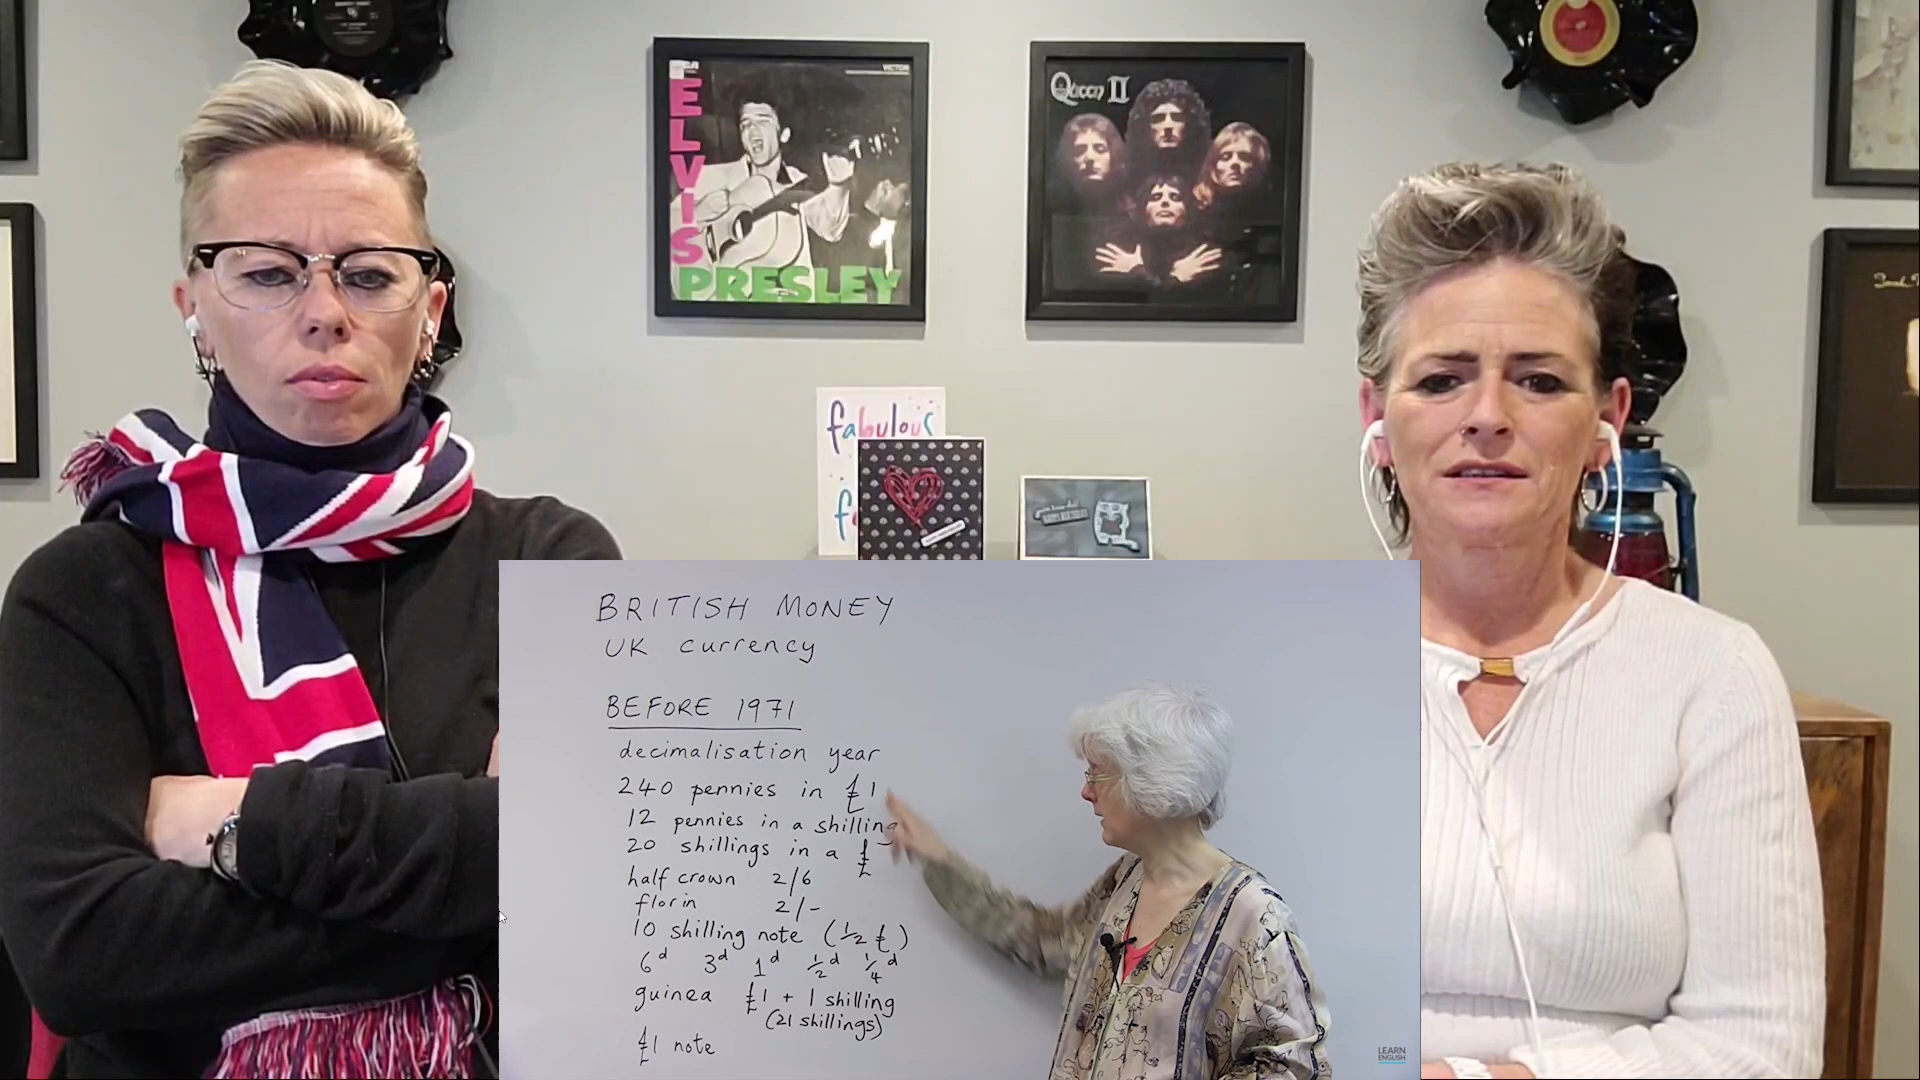 ELVIS
PRESLEY
Queen II
fabulous
BRITISH MONEY
UK currency
BEFORE 1971
decimalisation year
240 pennies in £1
12 pennies in a shilling
20 shillings in a £
half crown 2/6
florin 2/-
10 shilling note (1/2 £)
6d 3d 1d 1/2d 1/4d
guinea £1 + 1 shilling
(21 shillings)
£1 note
LEARN
ENGLISH